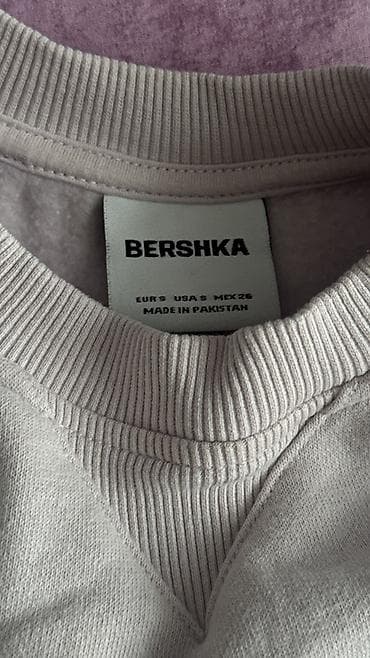 BERSHKA
EUR S USA S MEX 26
MADE IN PAKISTAN